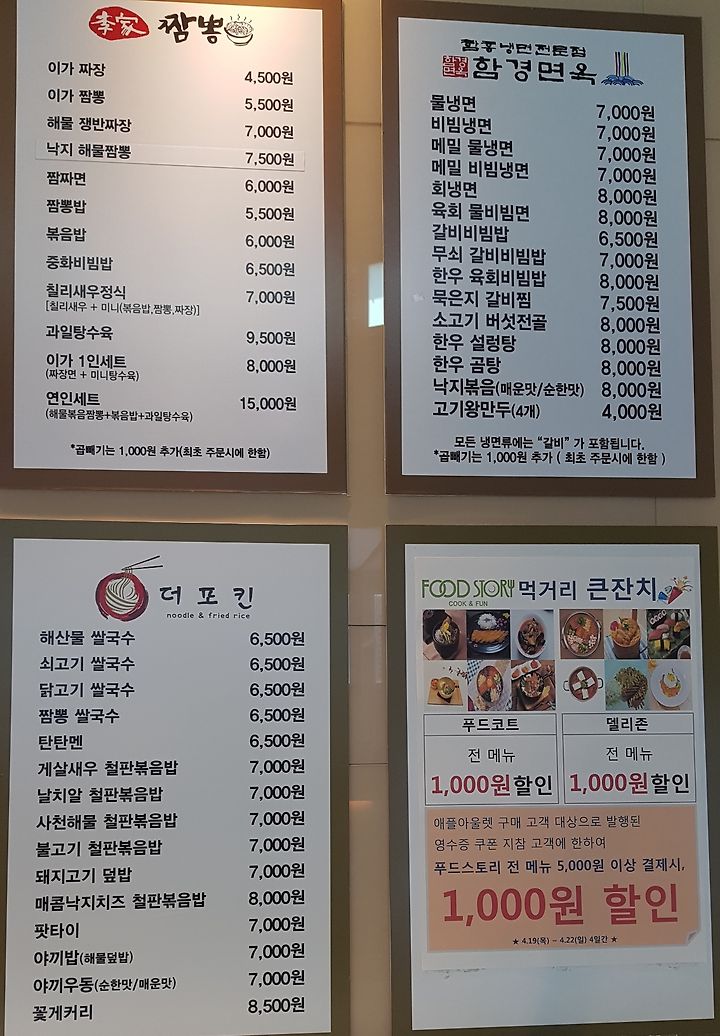 李家 짬뽕
이가 짜장 4,500원
이가 짬뽕 5,500원
해물 쟁반짜장 7,000원
낙지 해물짬뽕 7,500원
짬짜면 6,000원
짬뽕밥 5,500원
볶음밥 6,000원
중화비빔밥 6,500원
칠리새우정식 7,000원
[칠리새우 + 미니(볶음밥,짬뽕,짜장)]
과일탕수육 9,500원
이가 1인세트 8,000원
(짜장면 + 미니탕수육)
연인세트 15,000원
(해물볶음짬뽕+볶음밥+과일탕수육)
*곱빼기는 1,000원 추가(최초 주문시에 한함)
함흥냉면전문점
함경면옥 함경면옥
물냉면 7,000원
비빔냉면 7,000원
메밀 물냉면 7,000원
메밀 비빔냉면 7,000원
회냉면 8,000원
육회 물비빔면 8,000원
갈비비빔밥 6,500원
무쇠 갈비비빔밥 7,000원
한우 육회비빔밥 8,000원
묵은지 갈비찜 7,500원
소고기 버섯전골 8,000원
한우 설렁탕 8,000원
한우 곰탕 8,000원
낙지볶음(매운맛/순한맛) 8,000원
고기왕만두(4개) 4,000원
모든 냉면류에는 "갈비" 가 포함됩니다.
*곱빼기는 1,000원 추가 ( 최초 주문시에 한함 )
더 포 킨
noodle & fried rice
해산물 쌀국수 6,500원
쇠고기 쌀국수 6,500원
닭고기 쌀국수 6,500원
짬뽕 쌀국수 6,500원
탄탄멘 6,500원
게살새우 철판볶음밥 7,000원
날치알 철판볶음밥 7,000원
사천해물 철판볶음밥 7,000원
불고기 철판볶음밥 7,000원
돼지고기 덮밥 7,000원
매콤낙지치즈 철판볶음밥 8,000원
팟타이 7,000원
야끼밥(해물덮밥) 7,000원
야끼우동(순한맛/매운맛) 7,000원
꽃게커리 8,500원
FOOD STORY 먹거리 큰잔치
COOK & FUN
푸드코트 델리존
전 메뉴 전 메뉴
1,000원할인 1,000원할인
애플아울렛 구매 고객 대상으로 발행된
영수증 쿠폰 지참 고객에 한하여
푸드스토리 전 메뉴 5,000원 이상 결제시,
1,000원 할인
★ 4.19(목) ~ 4.22(일) 4일간 ★